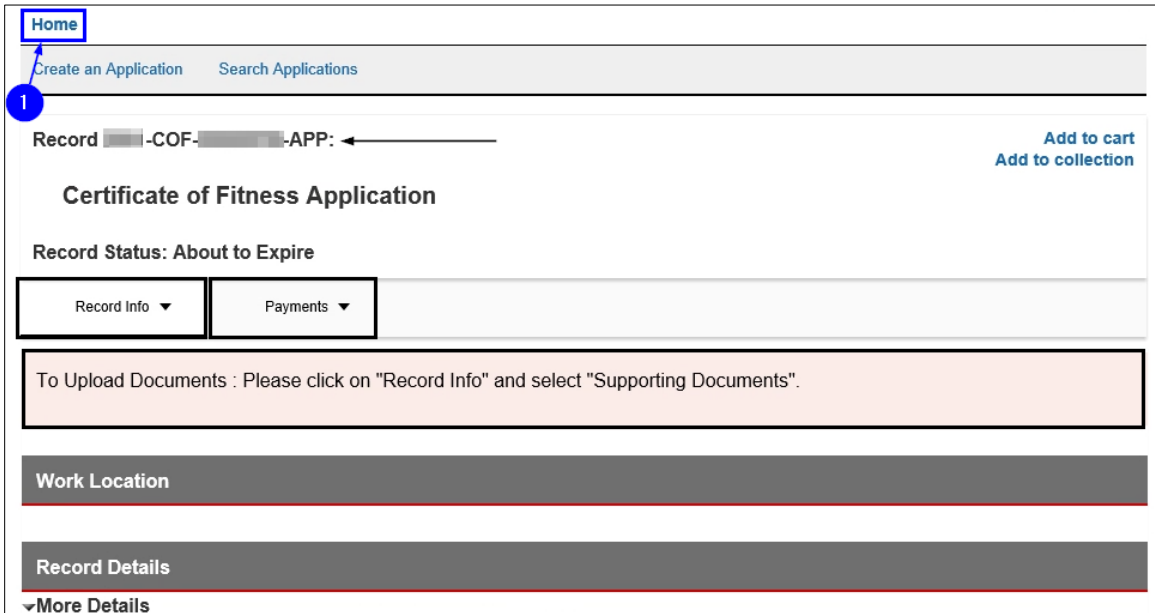 Home
Create an Application Search Applications
1
Record -COF- -APP:
Add to cart
Add to collection
Certificate of Fitness Application
Record Status: About to Expire
Record Info Payments
To Upload Documents : Please click on "Record Info" and select "Supporting Documents".
Work Location
Record Details
More Details